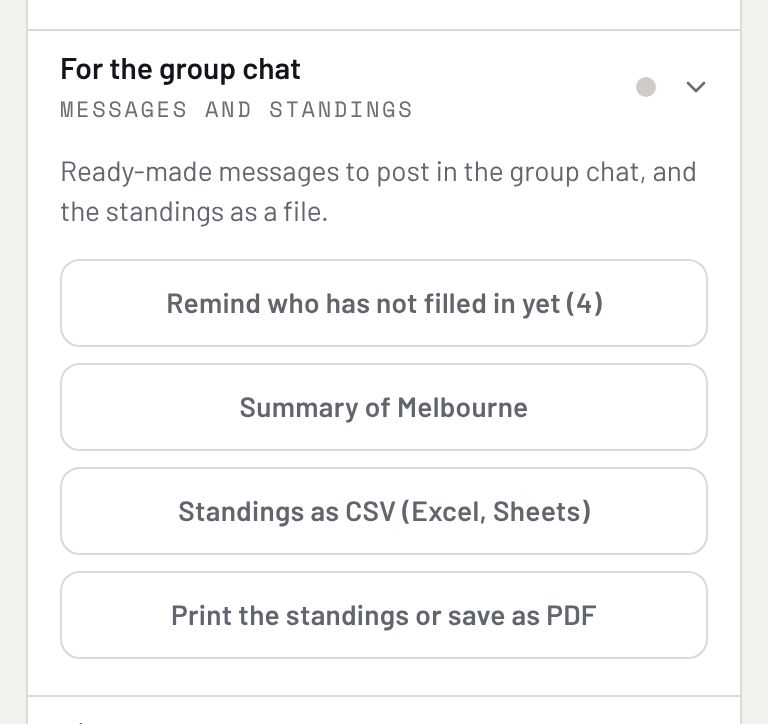 For the group chat
MESSAGES AND STANDINGS
Ready-made messages to post in the group chat, and
the standings as a file.
Remind who has not filled in yet (4)
Summary of Melbourne
Standings as CSV (Excel, Sheets)
Print the standings or save as PDF